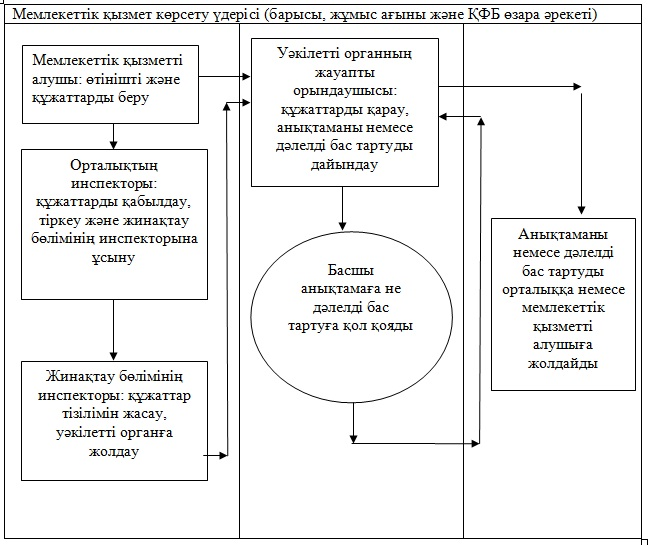 Мемлекеттік қызмет көрсету үдерісі (барысы, жұмыс ағыны және ҚФБ өзара әрекеті)
Мемлекеттік қызметті
алушы: өтінішті және
құжаттарды беру
Орталықтың
инспекторы:
құжаттарды қабылдау,
тіркеу және жинақтау
бөлімінің инспекторына
ұсыну
Жинақтау бөлімінің
инспекторы: құжаттар
тізілімін жасау,
уәкілетті органға
жолдау
Уәкілетті органның
жауапты
орындаушысы:
құжаттарды қарау,
анықтаманы немесе
дәлелді бас тартуды
дайындау
Басшы
анықтамаға не
дәлелді бас
тартуға қол қояды
Анықтаманы
немесе дәлелді
бас тартуды
орталыққа немесе
мемлекеттік
қызметті
алушыға
жолдайды